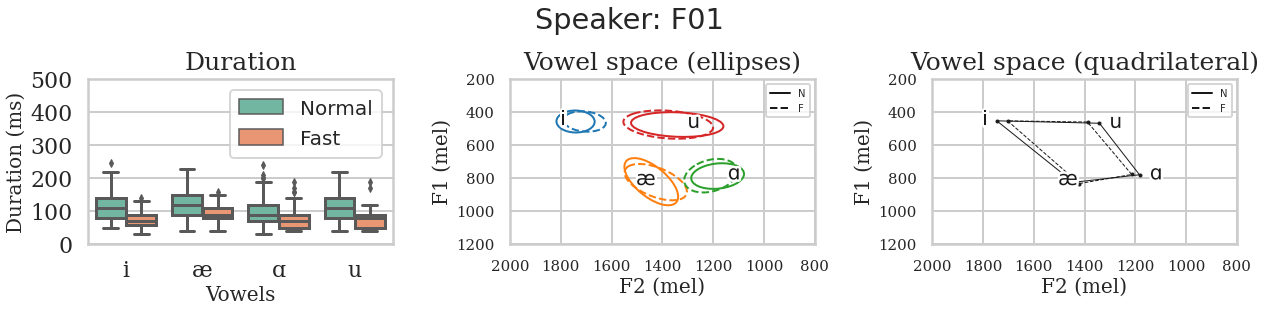 Speaker: F01
Duration
500
400
300
200
100
0
Duration (ms)
Normal
Fast
i æ ɑ u
Vowels
Vowel space (ellipses)
200
400
600
800
1000
1200
F1 (mel)
N
F
i
u
æ
ɑ
2000 1800 1600 1400 1200 1000 800
F2 (mel)
Vowel space (quadrilateral)
200
400
600
800
1000
1200
F1 (mel)
N
F
i
u
æ
ɑ
2000 1800 1600 1400 1200 1000 800
F2 (mel)